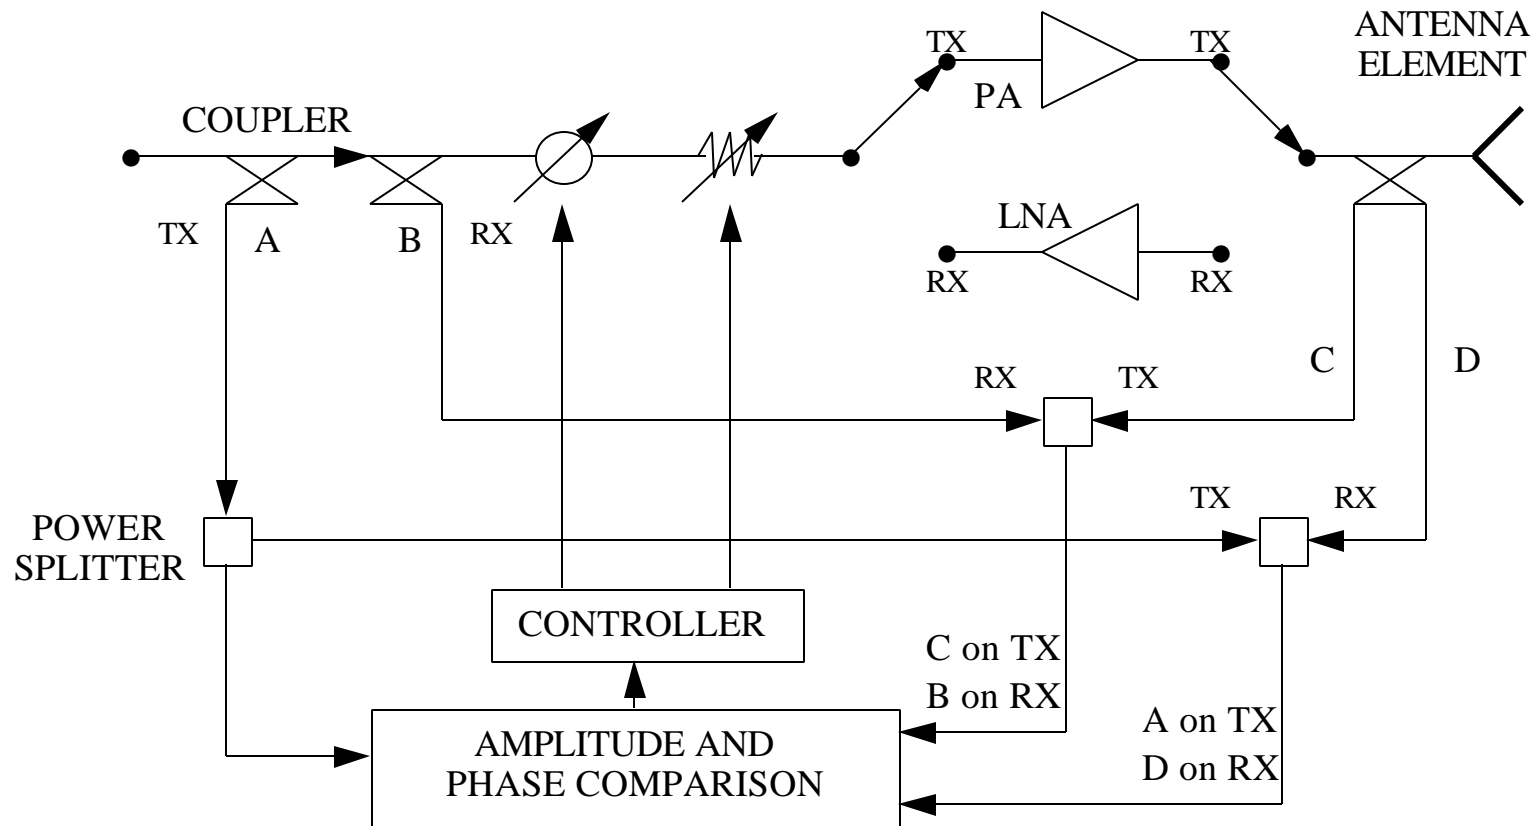 TX
TX
ANTENNA
ELEMENT
PA
COUPLER
TX
A
B
RX
LNA
RX
RX
C
D
RX
TX
TX
RX
POWER
SPLITTER
CONTROLLER
C on TX
B on RX
A on TX
D on RX
AMPLITUDE AND
PHASE COMPARISON